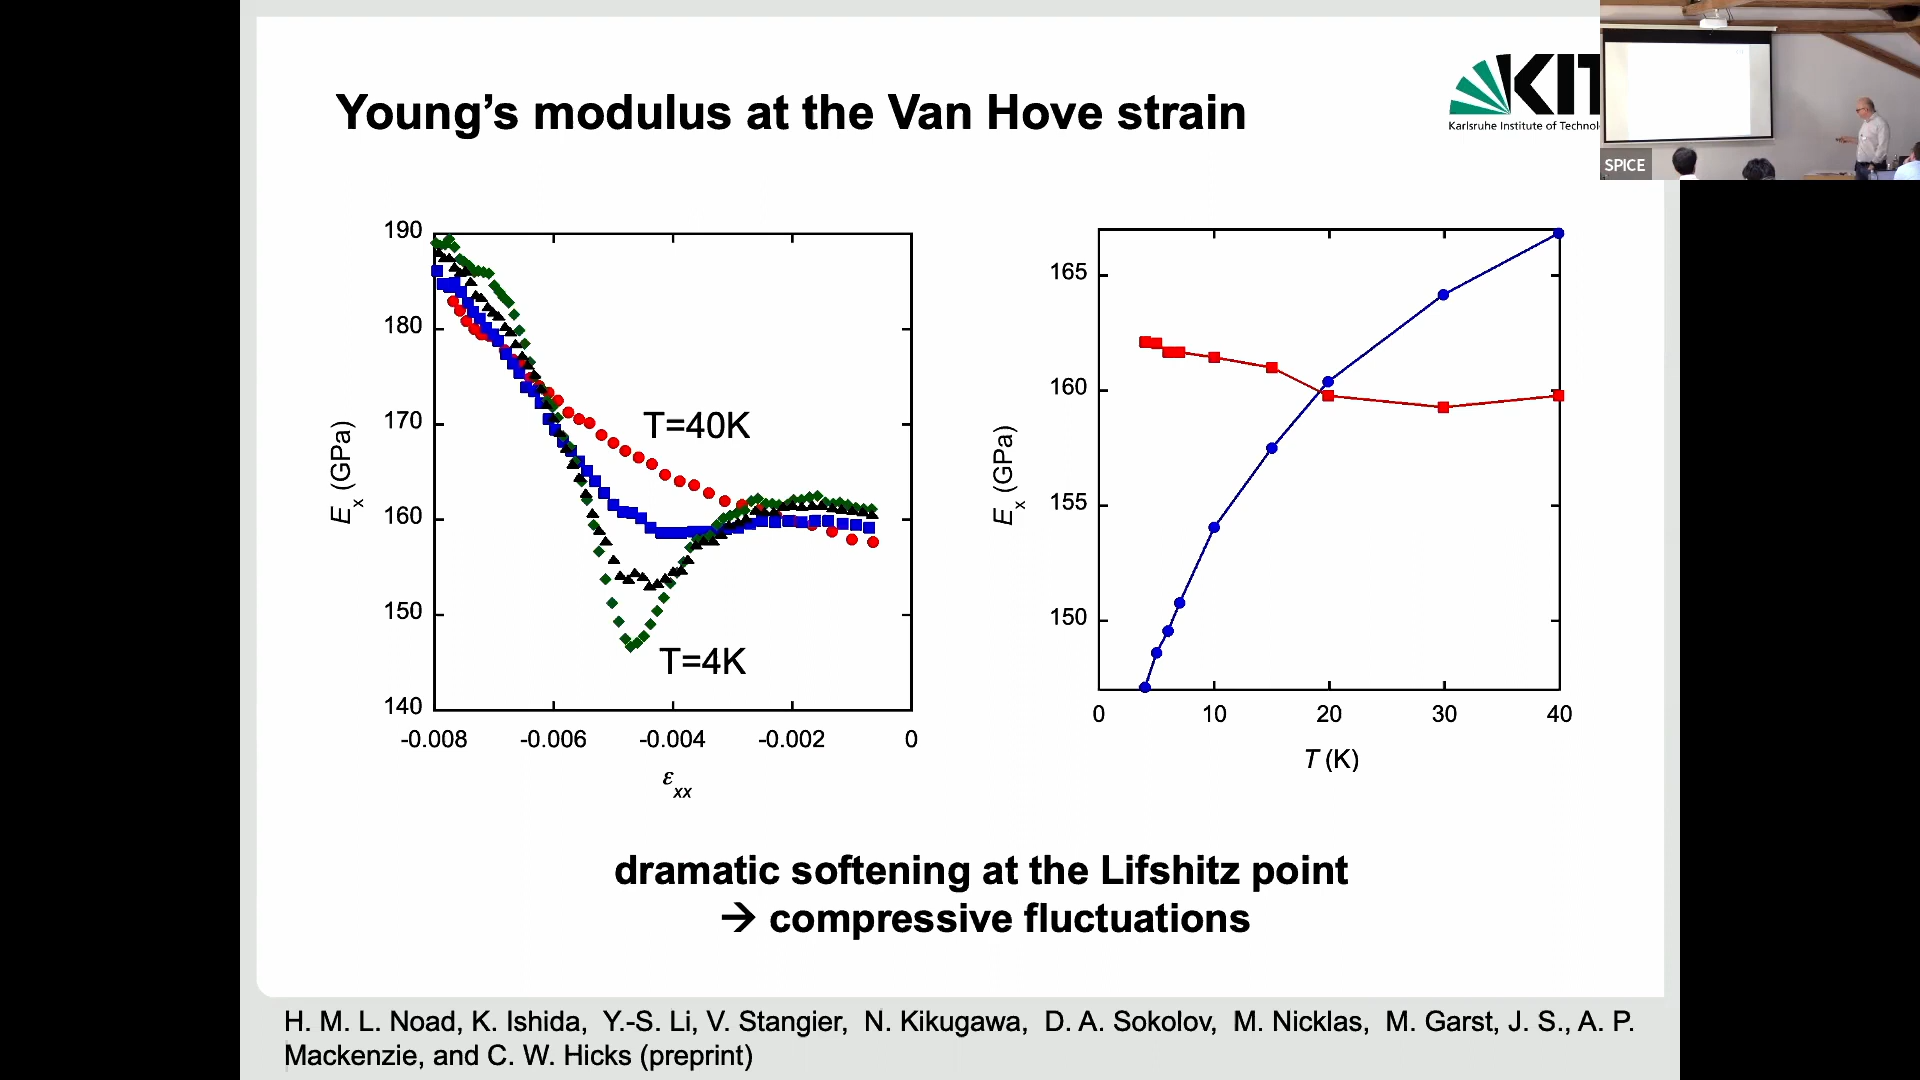 Young's modulus at the Van Hove strain
KIT
Karlsruhe Institute of Technol
SPICE
190
180
170
160
150
140
-0.008
-0.006
-0.004
-0.002
0
E_x (GPa)
ε_xx
T=40K
T=4K
165
160
155
150
0
10
20
30
40
E_x (GPa)
T (K)
dramatic softening at the Lifshitz point
→ compressive fluctuations
H. M. L. Noad, K. Ishida, Y.-S. Li, V. Stangier, N. Kikugawa, D. A. Sokolov, M. Nicklas, M. Garst, J. S., A. P.
Mackenzie, and C. W. Hicks (preprint)